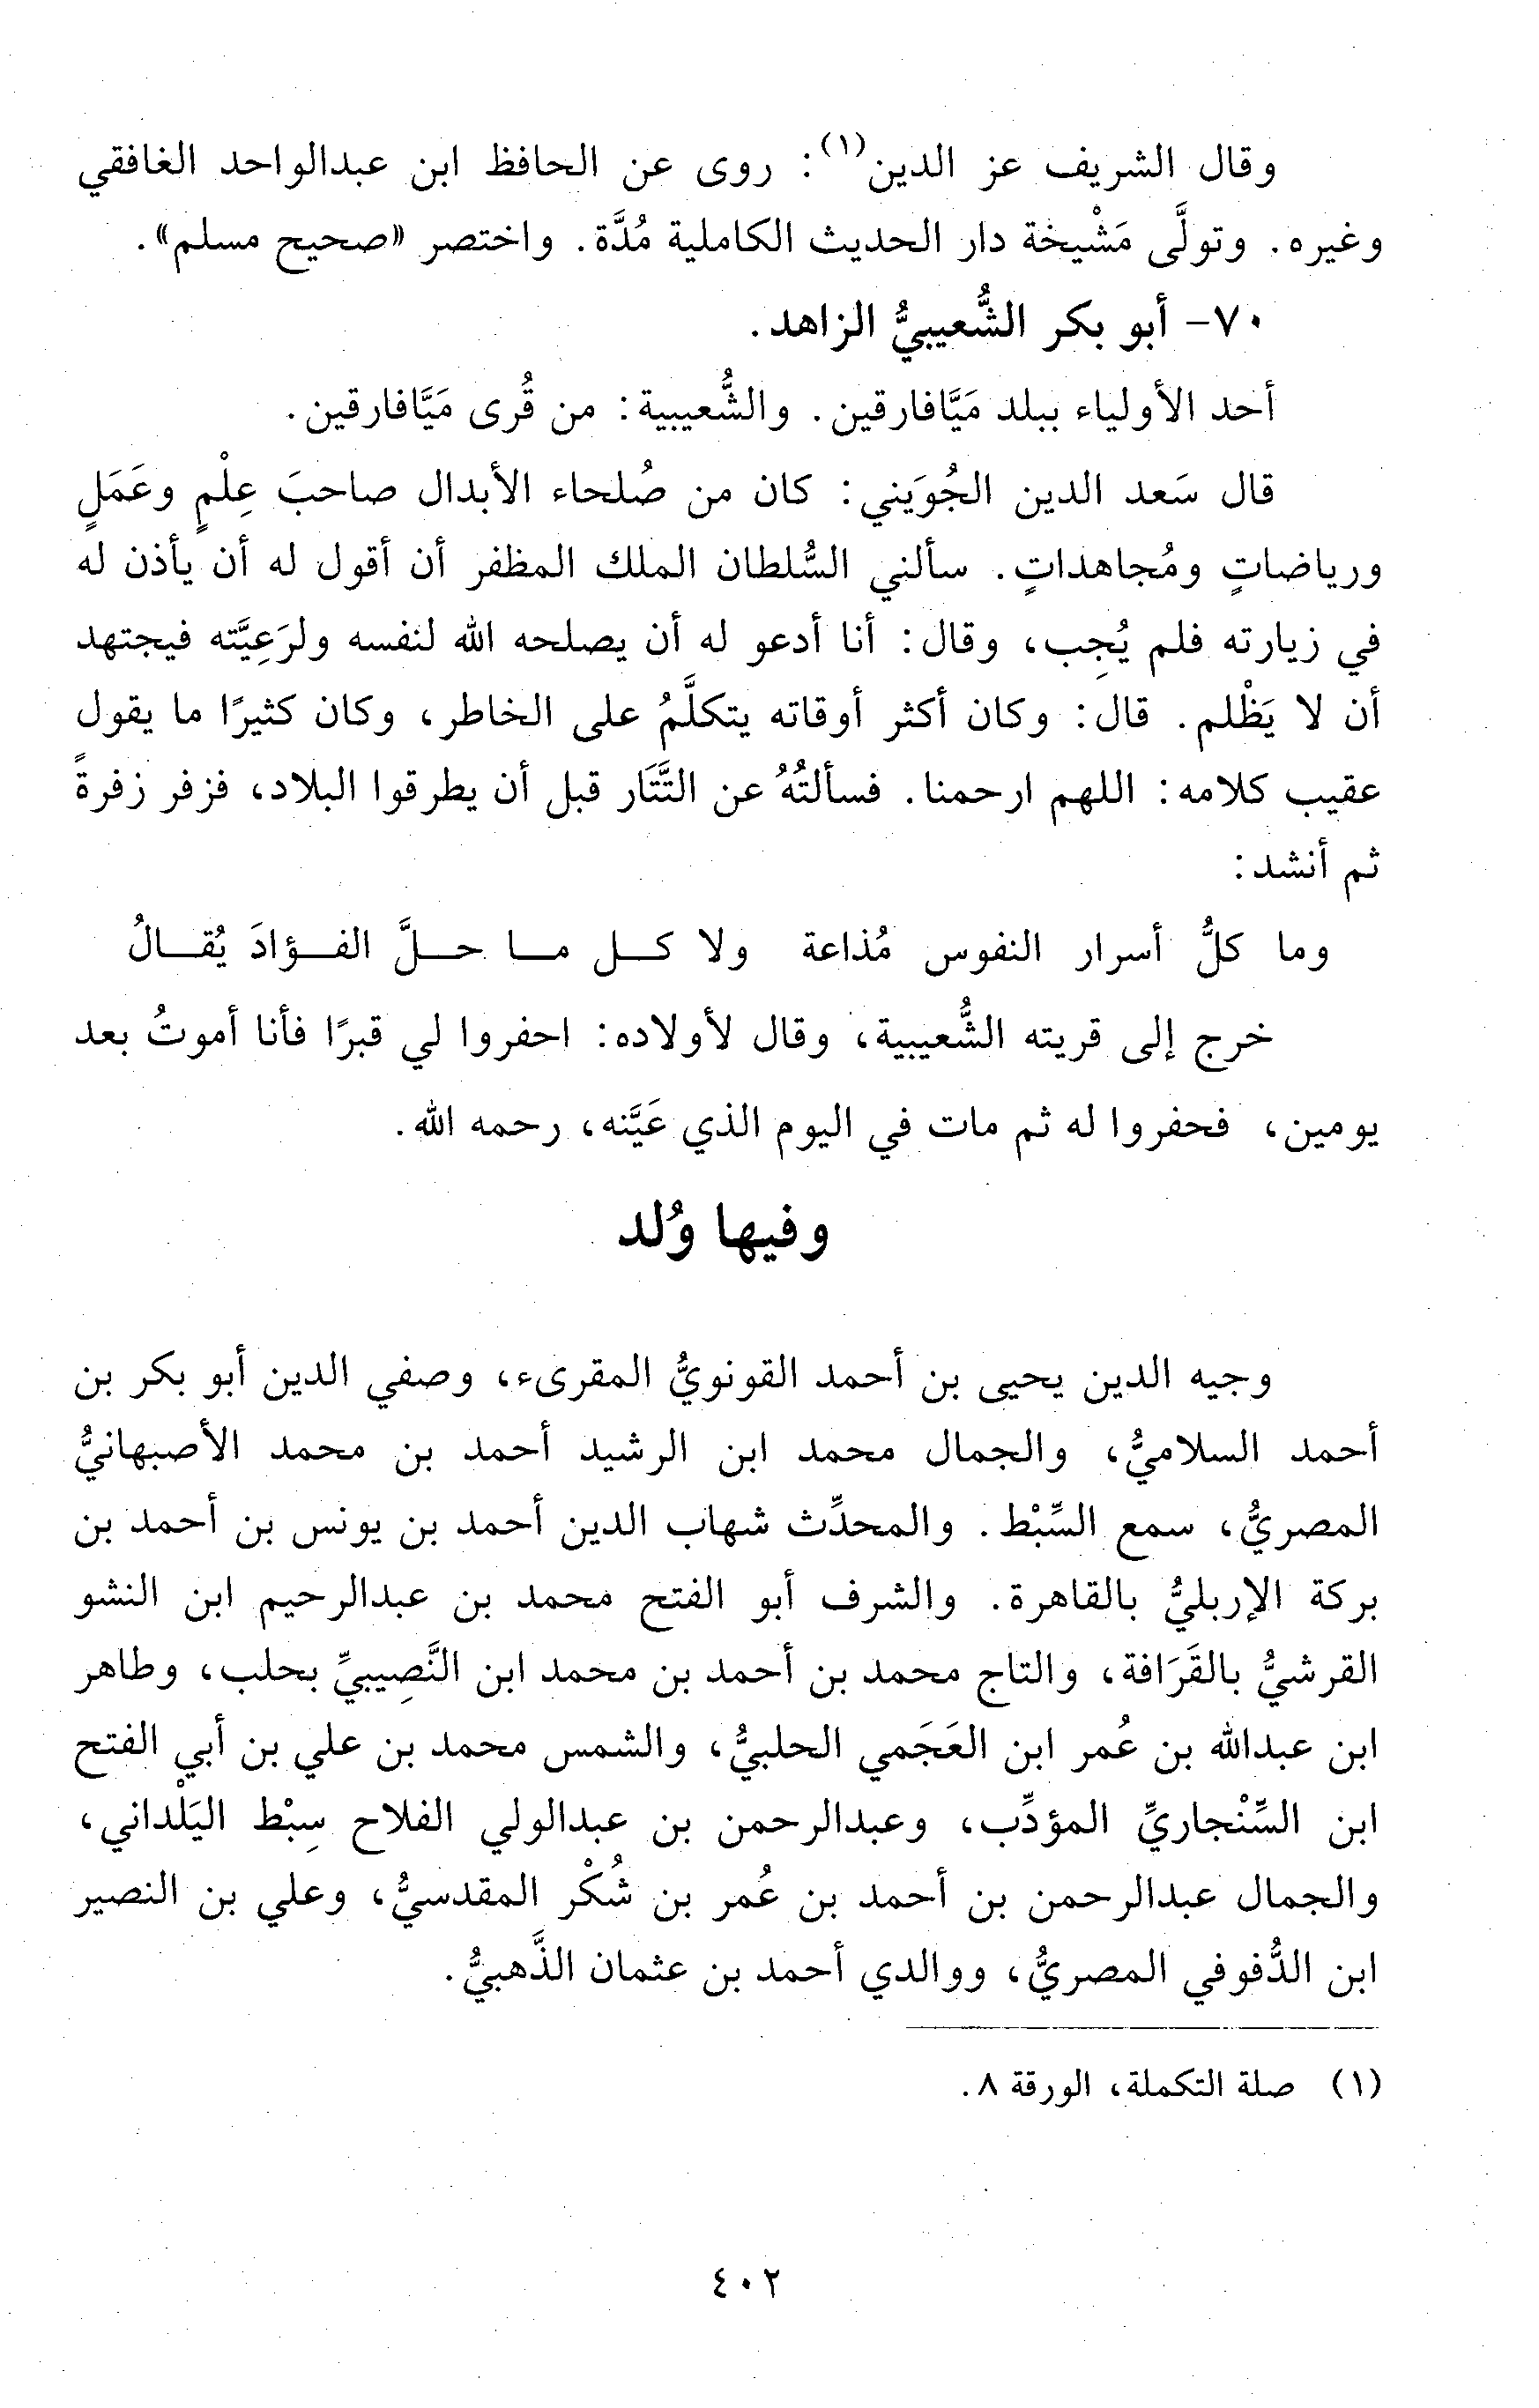 وقال الشريف عز الدين(١): روى عن الحافظ ابن عبدالواحد الغافقي
وغيره. وتولَّى مَشْيخة دار الحديث الكاملية مُدَّة. واختصر «صحيح مسلم».
٧٠- أبو بكر الشُّعيبيُّ الزاهد.
أحد الأولياء ببلد مَيَّافارقين. والشُّعيبية: من قُرى مَيَّافارقين.
قال سَعد الدين الجُوَيني: كان من صُلحاء الأبدال صاحبَ عِلْمٍ وعَمَلٍ
ورياضاتٍ ومُجاهداتٍ. سألني السُّلطان الملك المظفر أن أقول له أن يأذن له
في زيارته فلم يُجِب، وقال: أنا أدعو له أن يصلحه الله لنفسه ولرَعِيَّته فيجتهد
أن لا يَظْلم. قال: وكان أكثر أوقاته يتكلَّمُ على الخاطر، وكان كثيرًا ما يقول
عقيب كلامه: اللهم ارحمنا. فسألتُهُ عن التَّتَار قبل أن يطرقوا البلاد، فزفر زفرةً
ثم أنشد:
وما كلُّ أسرار النفوس مُذاعة ولا كــل مــا حــلَّ الفــؤادَ يُقــالُ
خرج إلى قريته الشُّعيبية، وقال لأولاده: احفروا لي قبرًا فأنا أموتُ بعد
يومين، فحفروا له ثم مات في اليوم الذي عَيَّنه، رحمه الله.
وفيها وُلد
وجيه الدين يحيى بن أحمد القونويُّ المقرىء، وصفي الدين أبو بكر بن
أحمد السلاميُّ، والجمال محمد ابن الرشيد أحمد بن محمد الأصبهانيُّ
المصريُّ، سمع السِّبْط. والمحدِّث شهاب الدين أحمد بن يونس بن أحمد بن
بركة الإربليُّ بالقاهرة. والشرف أبو الفتح محمد بن عبدالرحيم ابن النشو
القرشيُّ بالقَرَافة، والتاج محمد بن أحمد بن محمد ابن النَّصِيبيِّ بحلب، وطاهر
ابن عبدالله بن عُمر ابن العَجَمي الحلبيُّ، والشمس محمد بن علي بن أبي الفتح
ابن السِّنْجاريِّ المؤدِّب، وعبدالرحمن بن عبدالولي الفلاح سِبْط اليَلْداني،
والجمال عبدالرحمن بن أحمد بن عُمر بن شُكْر المقدسيُّ، وعلي بن النصير
ابن الدُّفوفي المصريُّ، ووالدي أحمد بن عثمان الذَّهبيُّ.
(١) صلة التكملة، الورقة ٨.
٤٠٢